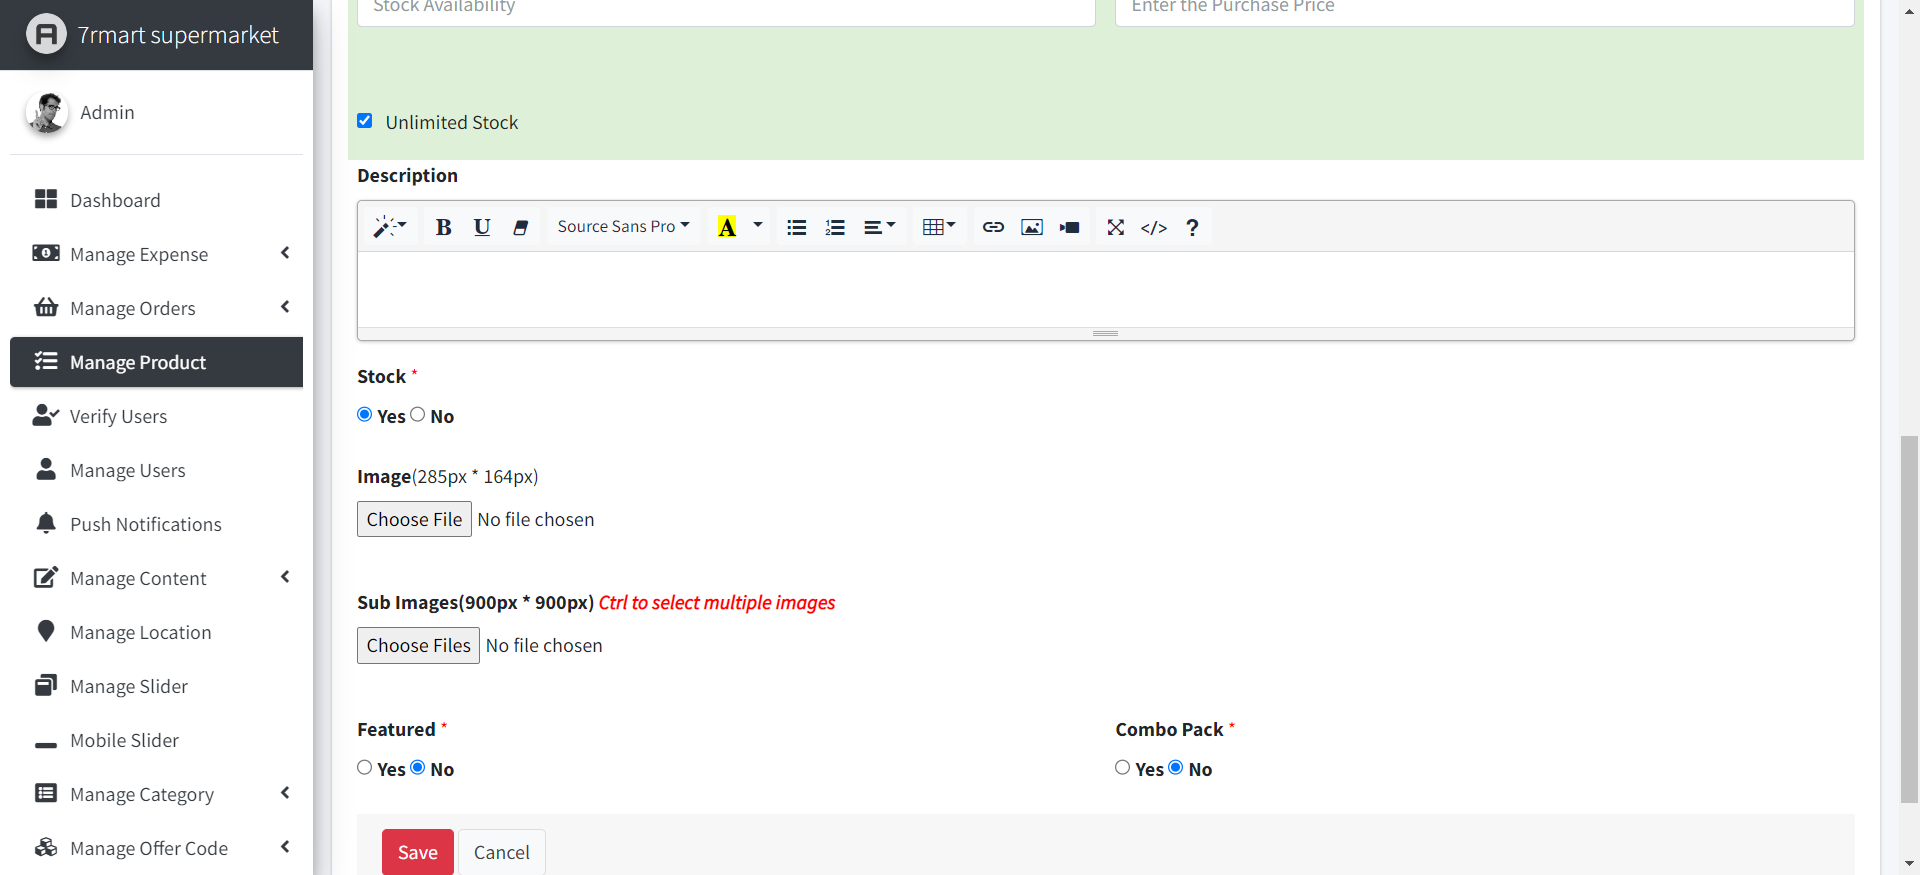 7rmart supermarket
Admin
Dashboard
Manage Expense
Manage Orders
Manage Product
Verify Users
Manage Users
Push Notifications
Manage Content
Manage Location
Manage Slider
Mobile Slider
Manage Category
Manage Offer Code
Stock Availability
Enter the Purchase Price
Unlimited Stock
Description
B U Source Sans Pro A </> ?
Stock *
Yes No
Image(285px * 164px)
Choose File No file chosen
Sub Images(900px * 900px) Ctrl to select multiple images
Choose Files No file chosen
Featured *
Yes No
Combo Pack *
Yes No
Save Cancel